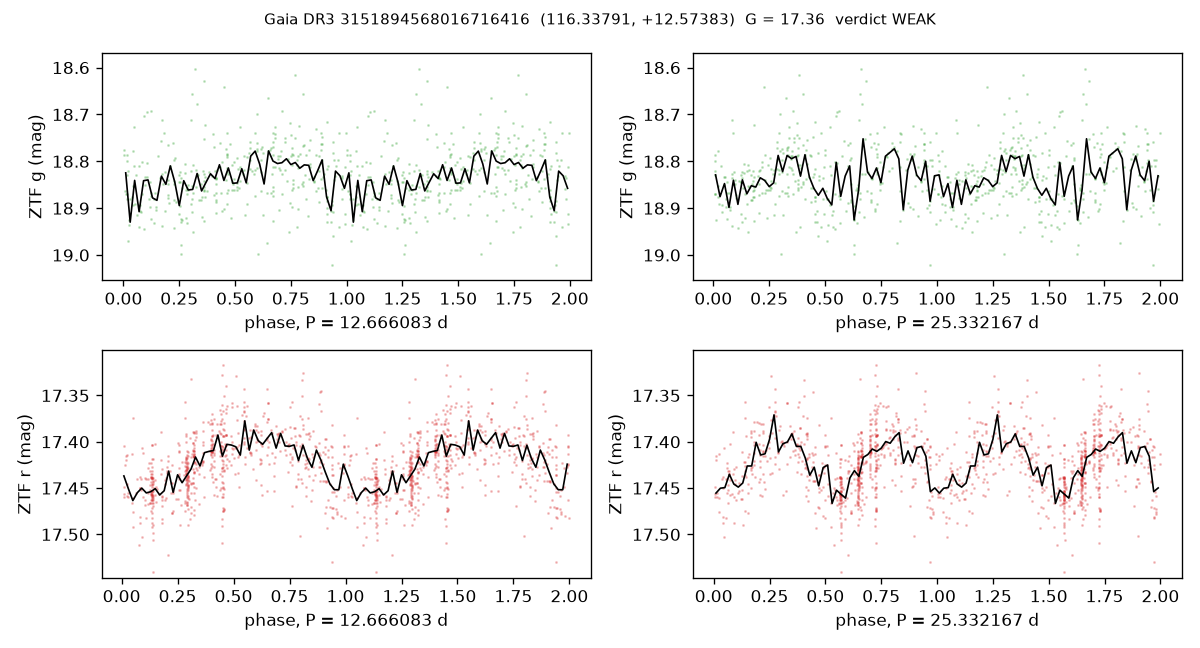 Gaia DR3 3151894568016716416  (116.33791, +12.57383)  G = 17.36  verdict WEAK
ZTF g (mag)
18.6
18.7
18.8
18.9
19.0
0.00 0.25 0.50 0.75 1.00 1.25 1.50 1.75 2.00
phase, P = 12.666083 d
ZTF g (mag)
18.6
18.7
18.8
18.9
19.0
0.00 0.25 0.50 0.75 1.00 1.25 1.50 1.75 2.00
phase, P = 25.332167 d
ZTF r (mag)
17.35
17.40
17.45
17.50
0.00 0.25 0.50 0.75 1.00 1.25 1.50 1.75 2.00
phase, P = 12.666083 d
ZTF r (mag)
17.35
17.40
17.45
17.50
0.00 0.25 0.50 0.75 1.00 1.25 1.50 1.75 2.00
phase, P = 25.332167 d